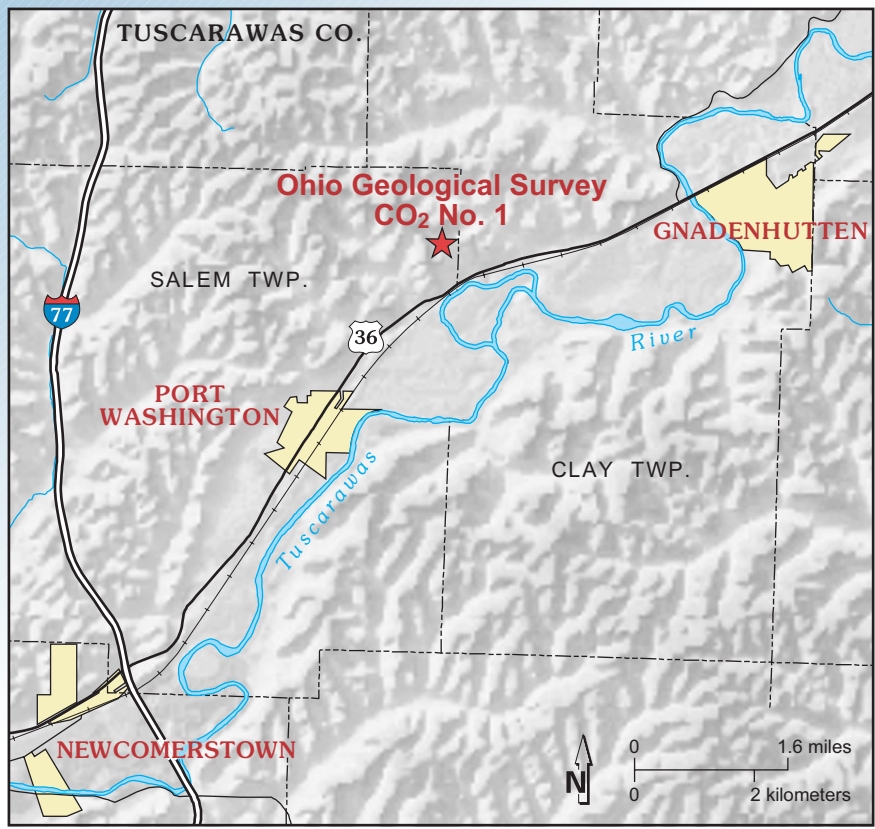 TUSCARAWAS CO.
Ohio Geological Survey
CO₂ No. 1
GNADENHUTTEN
SALEM TWP.
77
36
River
PORT
WASHINGTON
CLAY TWP.
Tuscarawas
NEWCOMERSTOWN
N
0 1.6 miles
0 2 kilometers